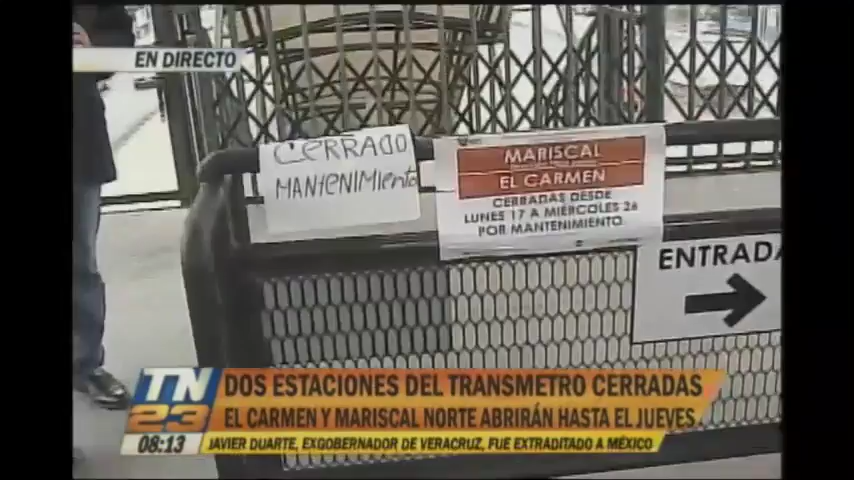 EN DIRECTO
CERRADO
MANTENIMIENTO
MARISCAL
EL CARMEN
CERRADAS DESDE
LUNES 17 A MIERCOLES 26
POR MANTENIMIENTO.
ENTRADA
TN
23
08:13
DOS ESTACIONES DEL TRANSMETRO CERRADAS
EL CARMEN Y MARISCAL NORTE ABRIRÁN HASTA EL JUEVES
JAVIER DUARTE, EXGOBERNADOR DE VERACRUZ, FUE EXTRADITADO A MÉXICO